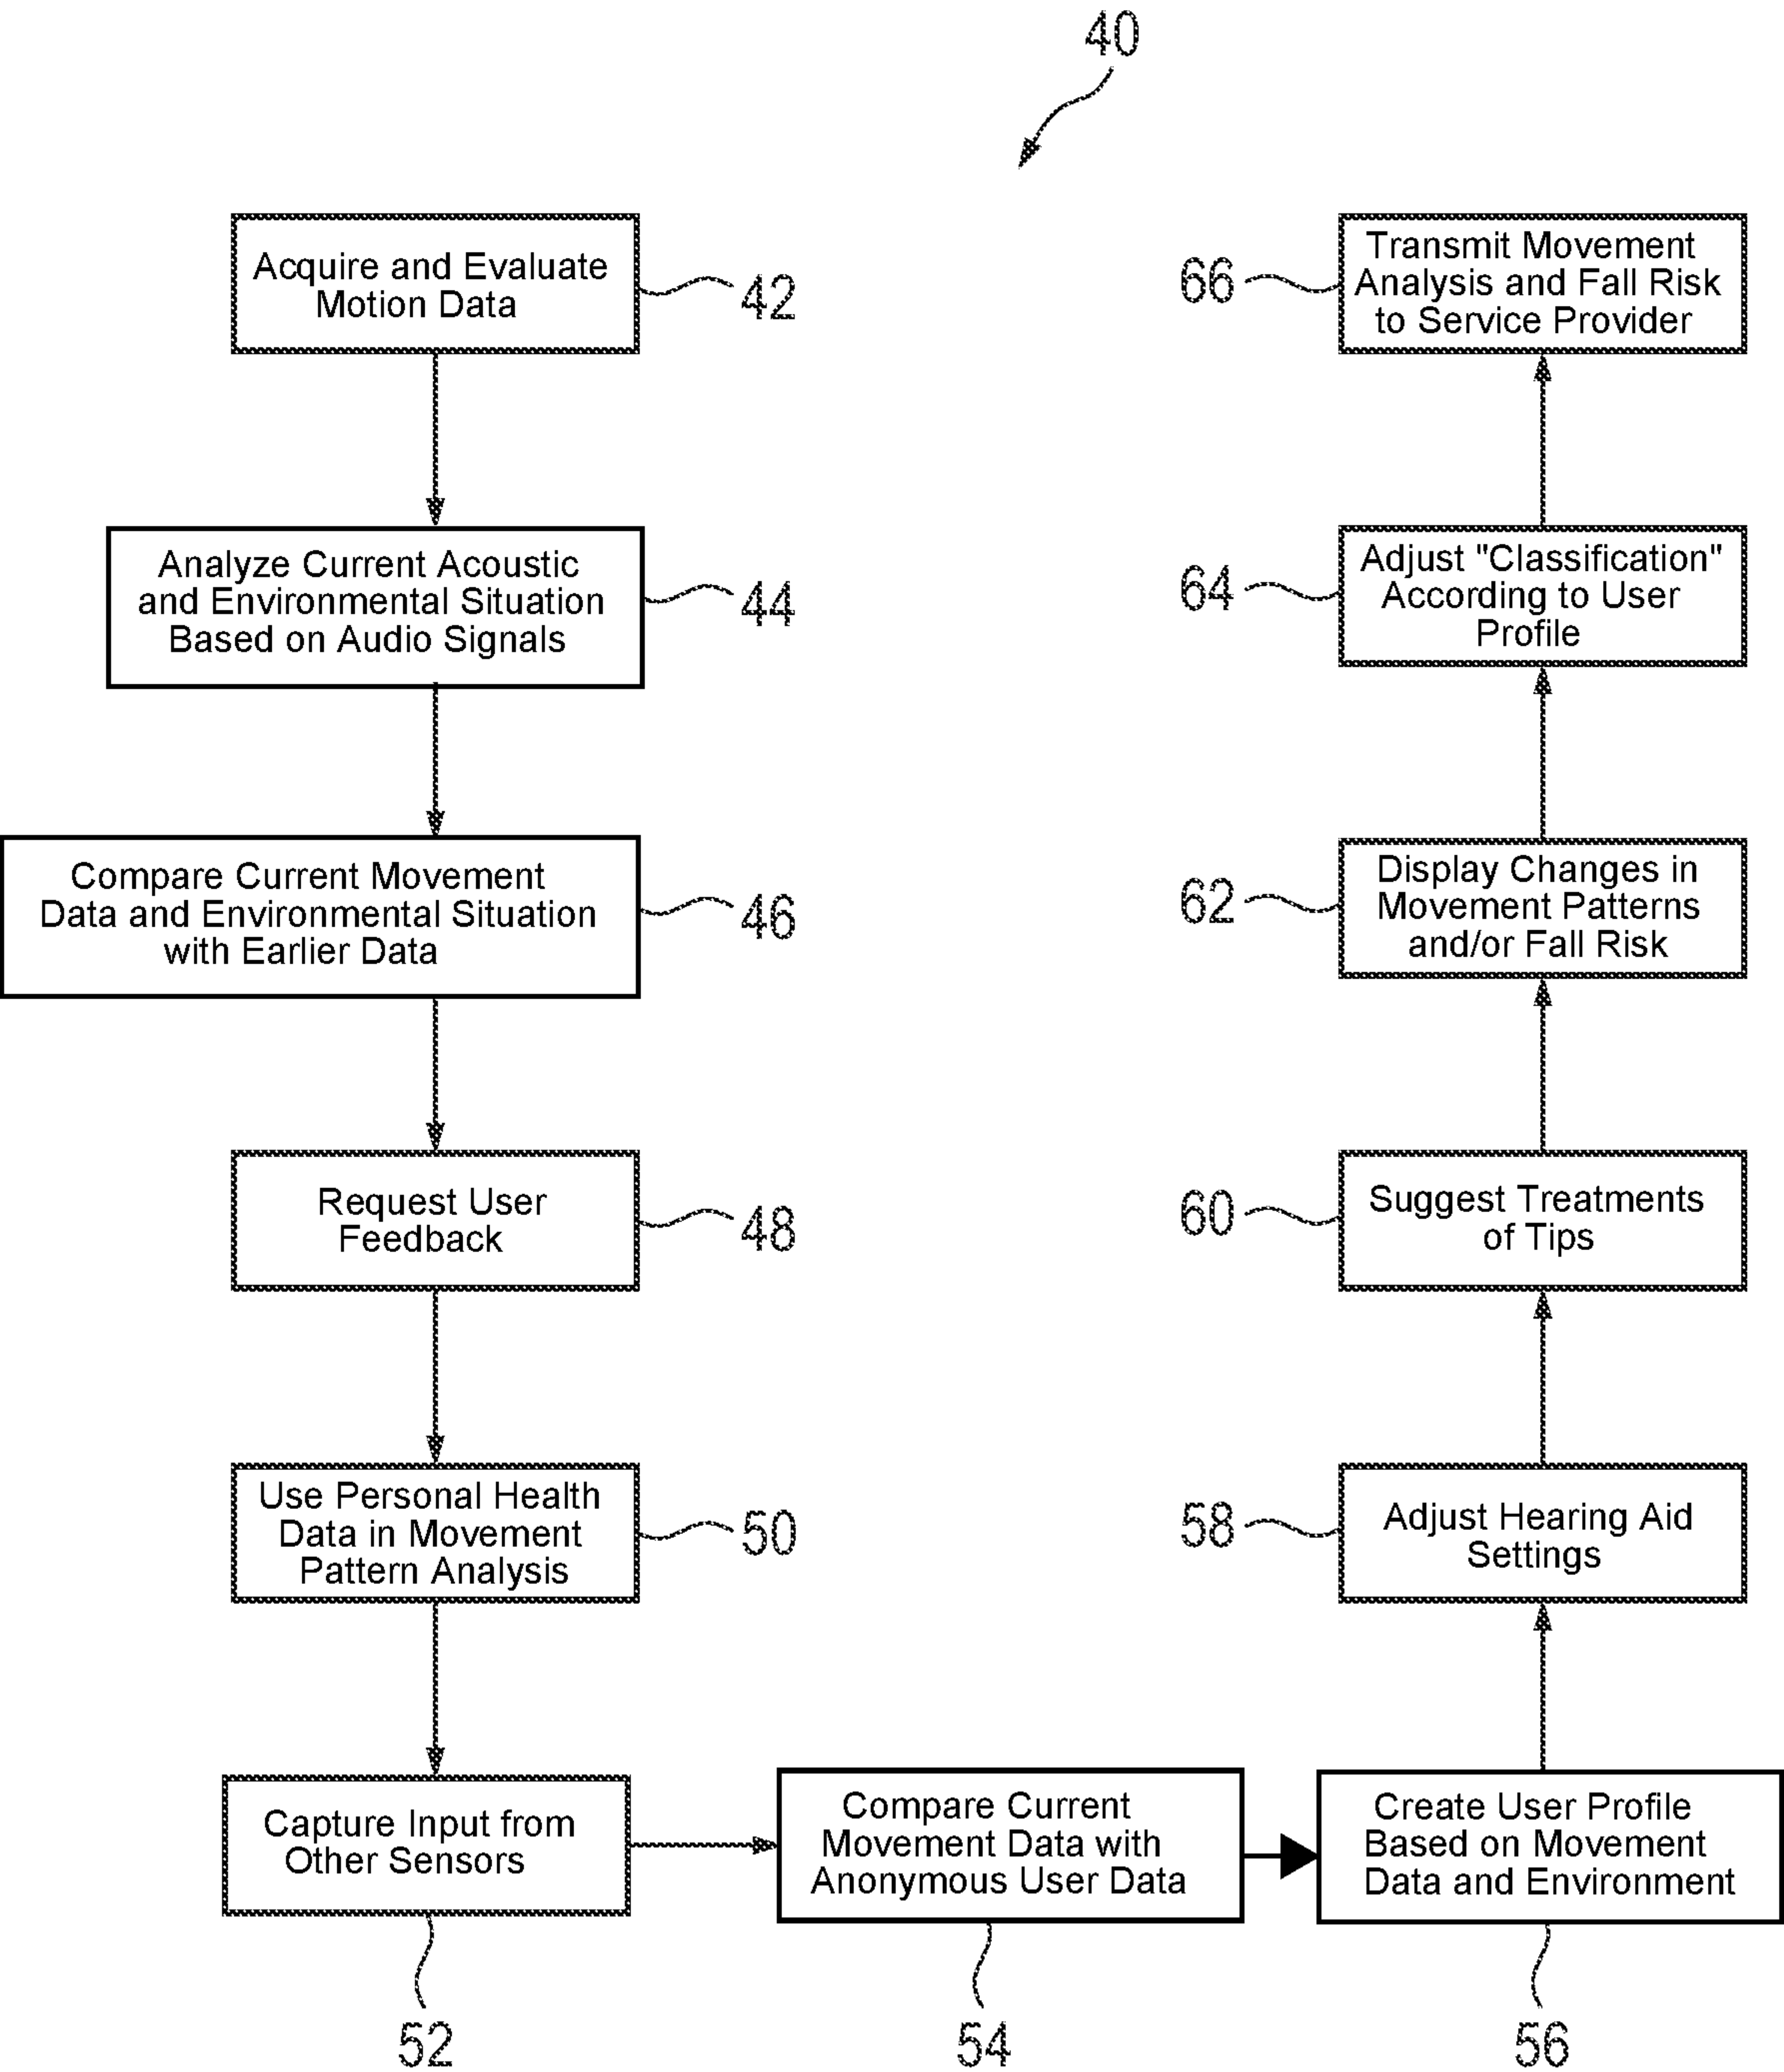 40
Acquire and Evaluate
Motion Data
42
Analyze Current Acoustic
and Environmental Situation
Based on Audio Signals
44
Compare Current Movement
Data and Environmental Situation
with Earlier Data
46
Request User
Feedback
48
Use Personal Health
Data in Movement
Pattern Analysis
50
Capture Input from
Other Sensors
52
Compare Current
Movement Data with
Anonymous User Data
54
Create User Profile
Based on Movement
Data and Environment
56
Adjust Hearing Aid
Settings
58
Suggest Treatments
of Tips
60
Display Changes in
Movement Patterns
and/or Fall Risk
62
Adjust "Classification"
According to User
Profile
64
Transmit Movement
Analysis and Fall Risk
to Service Provider
66